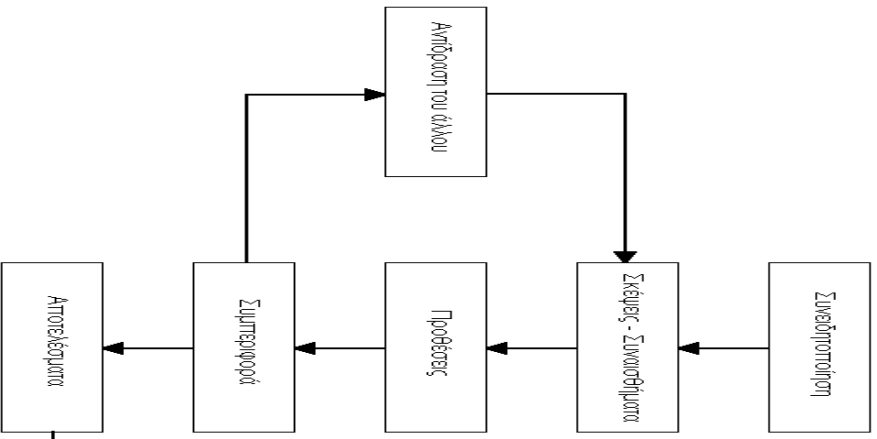 Συνειδητοποίηση
Σκέψεις - Συναισθήματα
Προθέσεις
Συμπεριφορά
Αποτελέσματα
Αντίδραση του άλλου